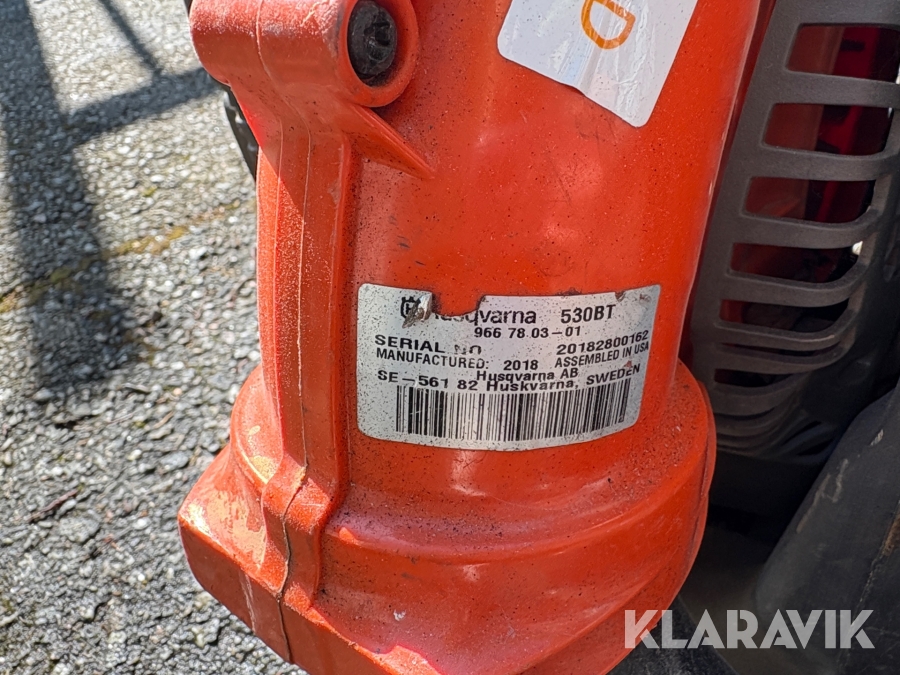 D
Husqvarna 530BT
966 78 03-01
SERIAL NO 20182800162
MANUFACTURED: 2018 ASSEMBLED IN USA
Husqvarna AB
SE-561 82 Huskvarna, SWEDEN
KLARAVIK